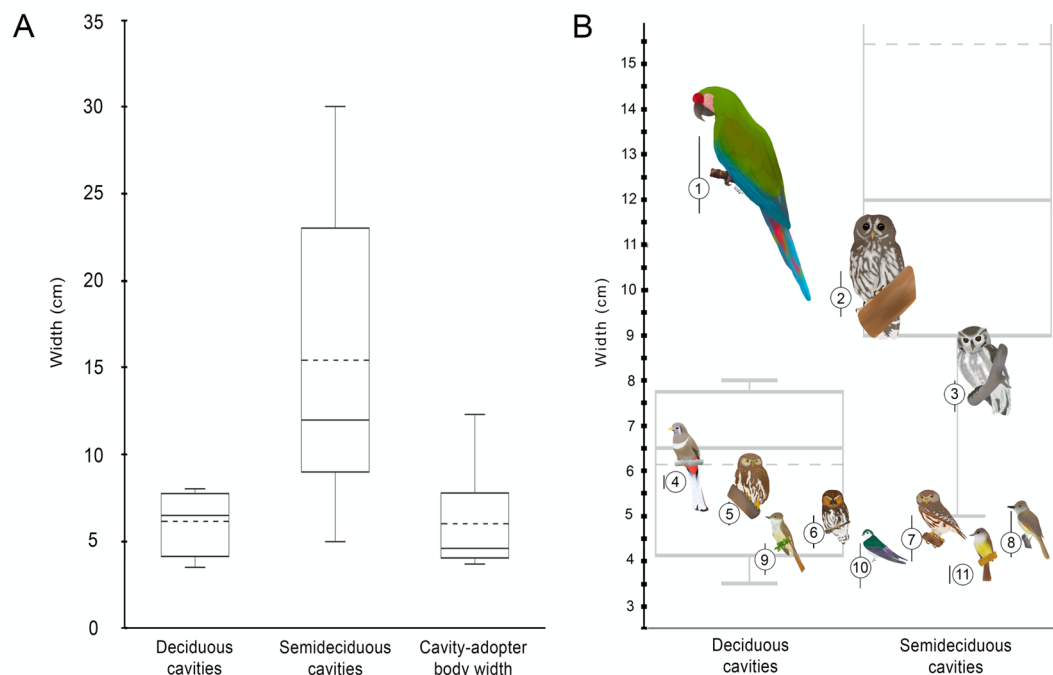 A
35
30
25
20
15
10
5
0
Width (cm)
Deciduous
cavities
Semideciduous
cavities
Cavity-adopter
body width
B
15
14
13
12
11
10
9
8
7
6
5
4
3
Width (cm)
1
2
3
4
5
6
7
8
9
10
11
Deciduous
cavities
Semideciduous
cavities